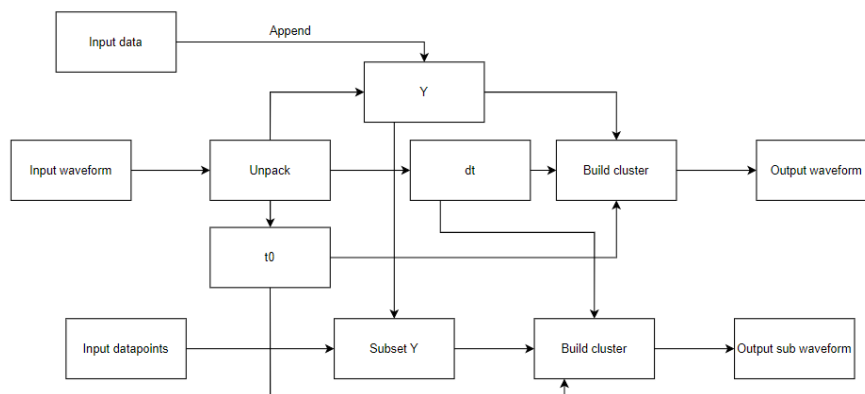 Input data
Append
Y
Input waveform
Unpack
dt
Build cluster
Output waveform
t0
Input datapoints
Subset Y
Build cluster
Output sub waveform